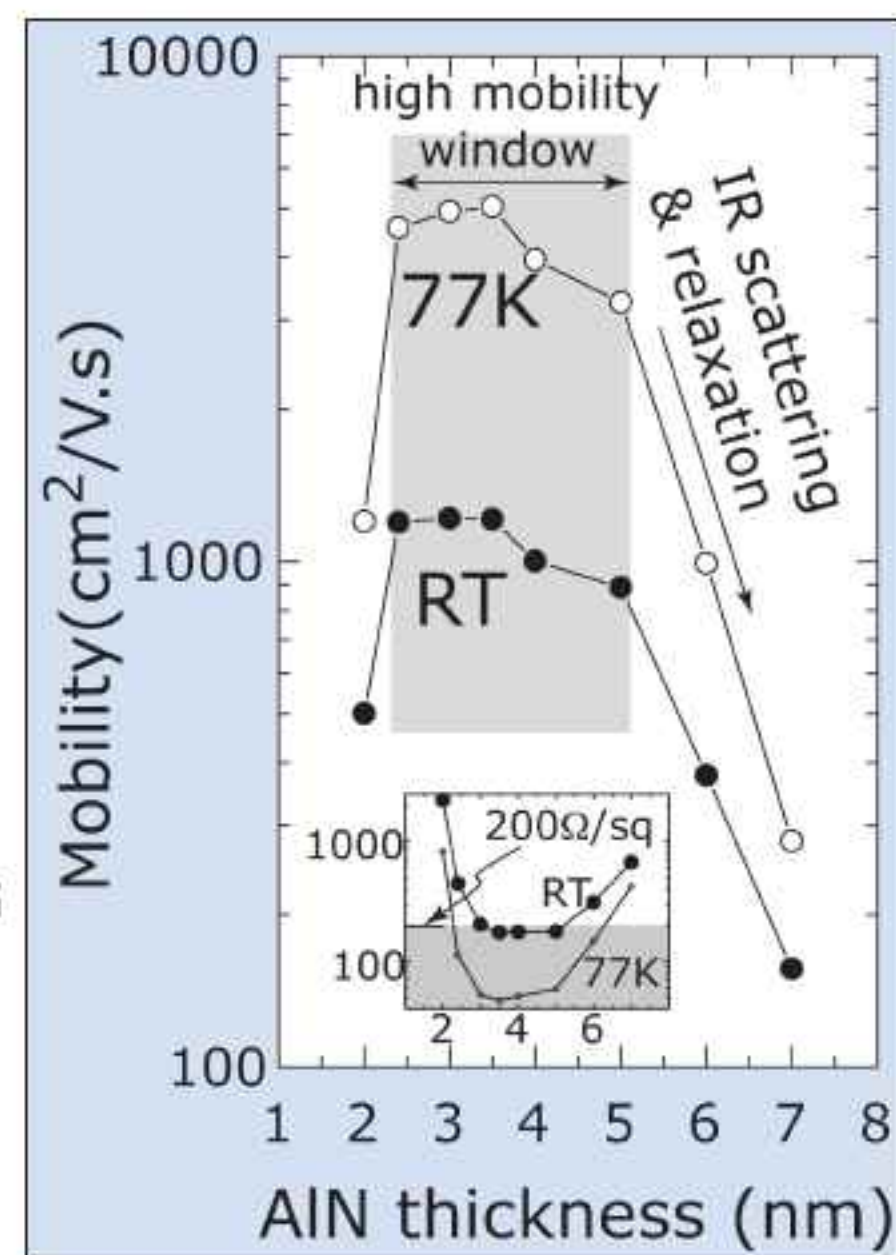 10000
high mobility
window
IR scattering
& relaxation
77K
Mobility(cm²/V.s)
1000
RT
200Ω/sq
1000
RT
100
77K
2 4 6
100
1 2 3 4 5 6 7 8
AlN thickness (nm)